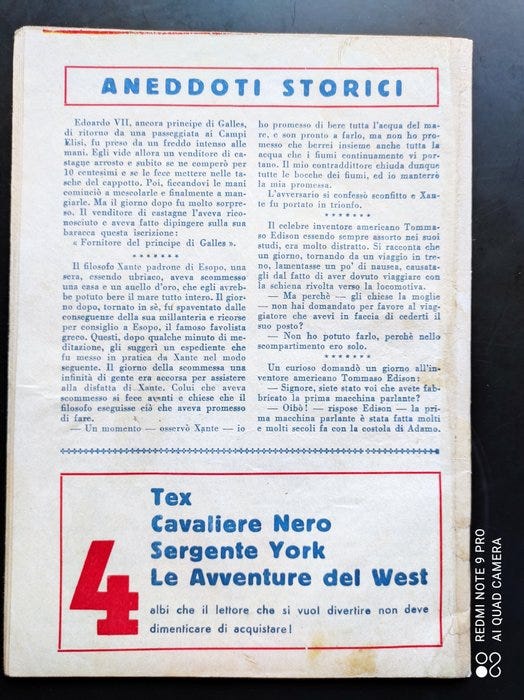 ANEDDOTI STORICI
Edoardo VII, ancora principe di Galles,
di ritorno da una passeggiata ai Campi
Elisi, fu preso da un freddo intenso alle
mani. Egli vide allora un venditore di ca-
stagne arrosto e subito se ne comperò per
10 centesimi e se le fece mettere nelle
tasche del cappotto. Poi, ficcandovi le mani
cominciò a mescolarle e finalmente a man-
giarle. Ma il giorno dopo fu molto sorpre-
so. Il venditore di castagne l'aveva rico-
nosciuto e aveva fatto dipingere sulla sua
baracca questa iscrizione:
« Fornitore del principe di Galles ».
*******
Il filosofo Xante padrone di Esopo, una
sera, essendo ubriaco, aveva scommesso
una casa e un anello d'oro, che egli avreb-
be potuto bere il mare tutto intero. Il gior-
no dopo, tornato in sè, fu spaventato dalle
conseguenze della sua millanteria e ricorse
per consiglio a Esopo, il famoso favolista
greco. Questi, dopo qualche minuto di me-
ditazione, gli suggerì un expediente che
fu messo in pratica da Xante nel modo
seguente. Il giorno della scommessa una
infinità di gente era accorsa per assistere
alla disfatta di Xante. Colui che aveva
scommesso si fece avanti e chiese che il
filosofo eseguisse ciò che aveva promesso
di fare.
— Un momento — osservò Xante — io
ho promesso di bere tutta l'acqua del ma-
re, e son pronto a farlo, ma non ho pro-
messo che berrei insieme anche tutta la
acqua che i fiumi continuamente vi por-
tano. Il mio contraddittore chiuda dunque
tutte le bocche dei fiumi, ed io manterrò
la mia promessa.
L'avversario si confessò sconfitto e Xan-
te fu portato in trionfo.
*******
Il celebre inventore americano Tomma-
so Edison essendo sempre assorto nei suoi
studi, era molto distratto. Si racconta che
un giorno, tornando da un viaggio in tre-
no, lamentasse un po' di nausea, causata-
gli dal fatto di aver dovuto viaggiare con
la schiena rivolta verso la locomotiva.
— Ma perchè — gli chiese la moglie
— non hai domandato per favore al viag-
giatore che avevi in faccia di cederti il
suo posto?
— Non ho potuto farlo, perchè nello
scompartimento ero solo.
*******
Un curioso domandò un giorno all'in-
ventore americano Tommaso Edison:
— Signore, siete stato voi che avete fab-
bricato la prima macchina parlante?
— Oibò! — rispose Edison — la pri-
ma macchina parlante è stata fatta molti
e molti secoli fa con la costola di Adamo.
4
Tex
Cavaliere Nero
Sergente York
Le Avventure del West
albi che il lettore che si vuol divertire non deve
dimenticare di acquistare!
REDMI NOTE 9 PRO
AI QUAD CAMERA